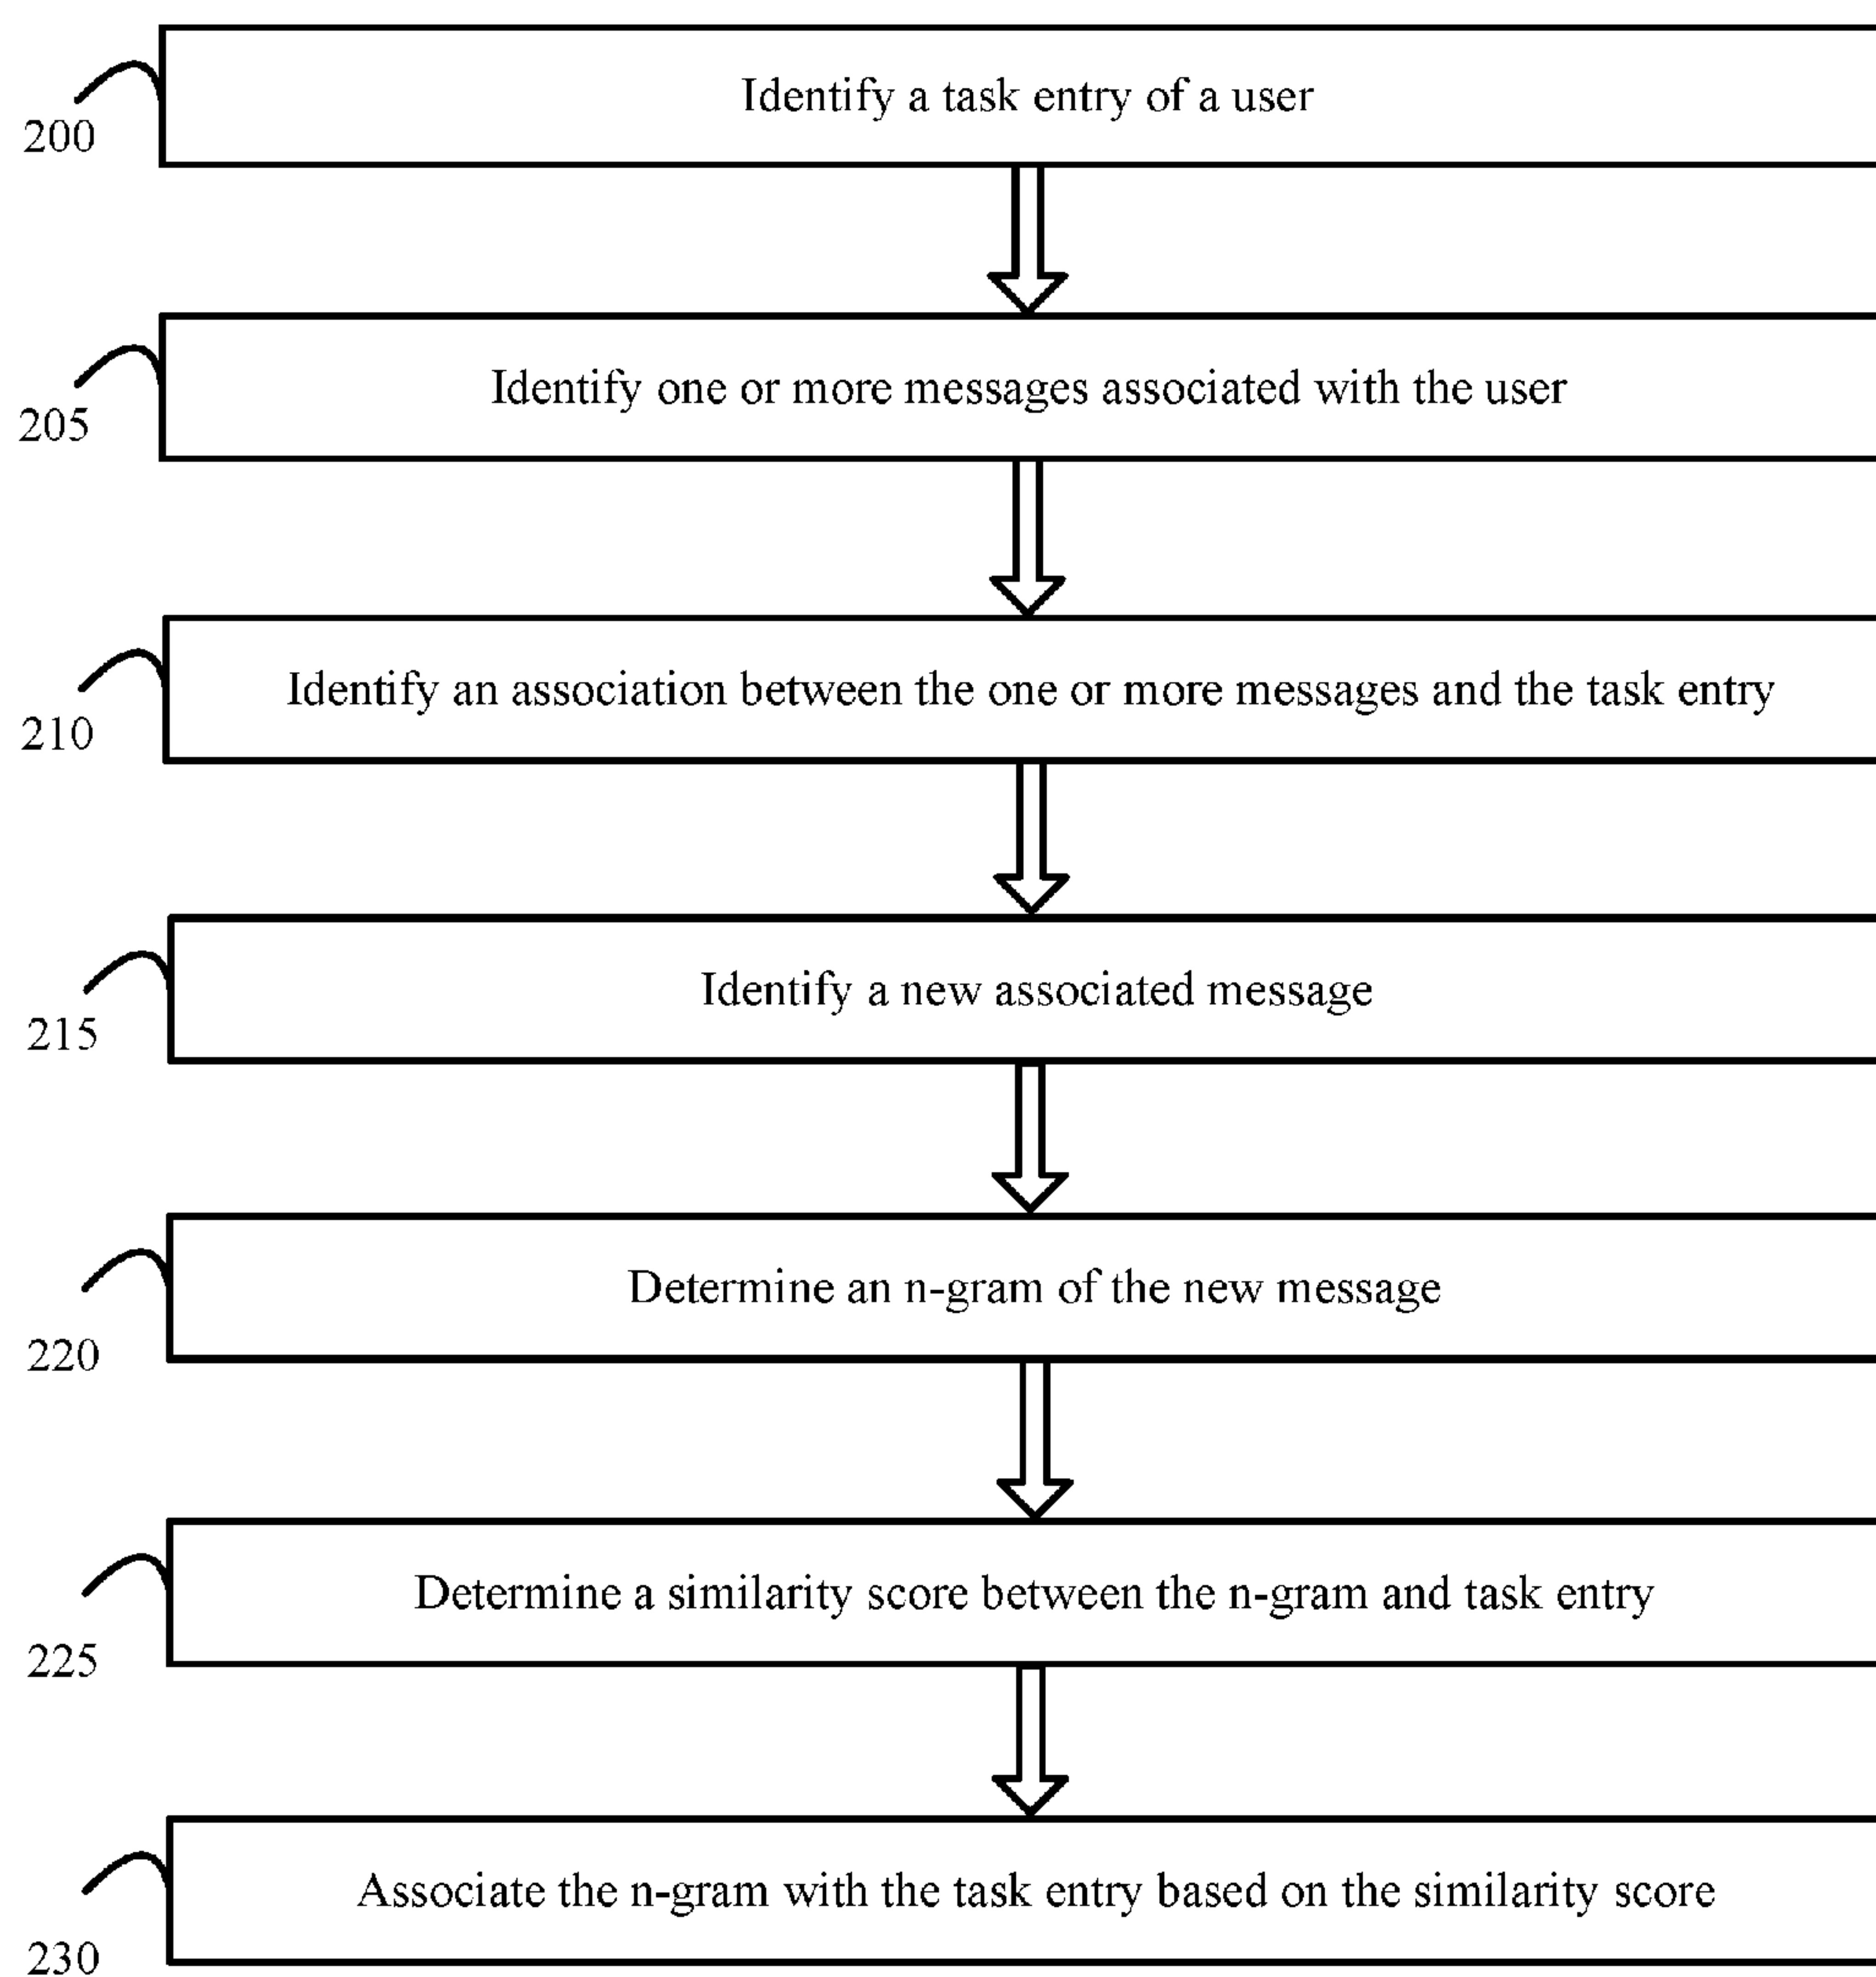 Identify a task entry of a user
200
Identify one or more messages associated with the user
205
Identify an association between the one or more messages and the task entry
210
Identify a new associated message
215
Determine an n-gram of the new message
220
Determine a similarity score between the n-gram and task entry
225
Associate the n-gram with the task entry based on the similarity score
230